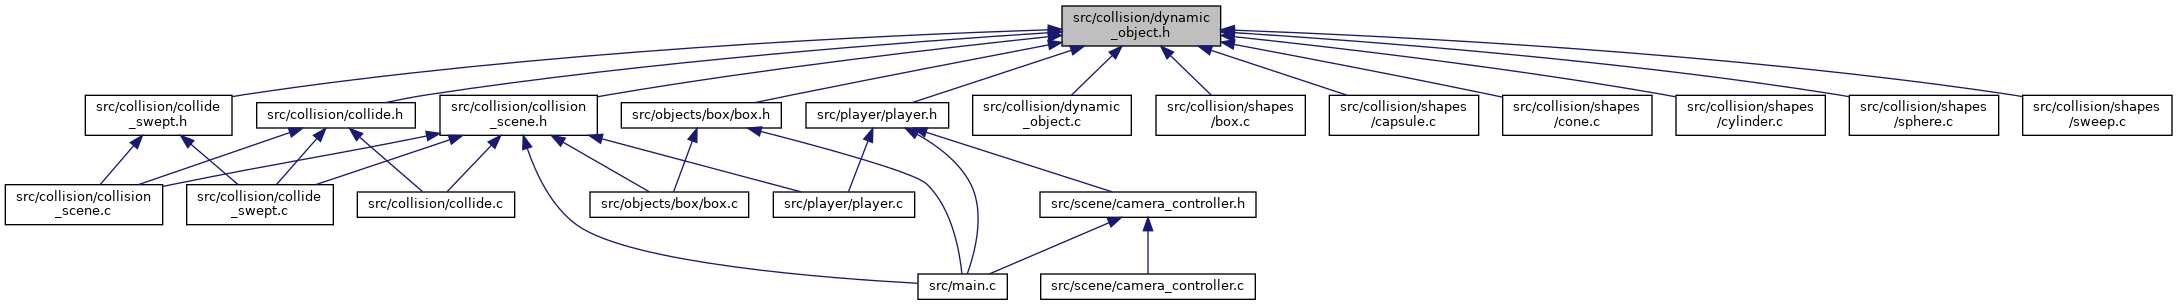 src/collision/dynamic
_object.h
src/collision/collide
_swept.h
src/collision/collide.h
src/collision/collision
_scene.h
src/objects/box/box.h
src/player/player.h
src/collision/dynamic
_object.c
src/collision/shapes
/box.c
src/collision/shapes
/capsule.c
src/collision/shapes
/cone.c
src/collision/shapes
/cylinder.c
src/collision/shapes
/sphere.c
src/collision/shapes
/sweep.c
src/collision/collision
_scene.c
src/collision/collide
_swept.c
src/collision/collide.c
src/objects/box/box.c
src/player/player.c
src/scene/camera_controller.h
src/main.c
src/scene/camera_controller.c